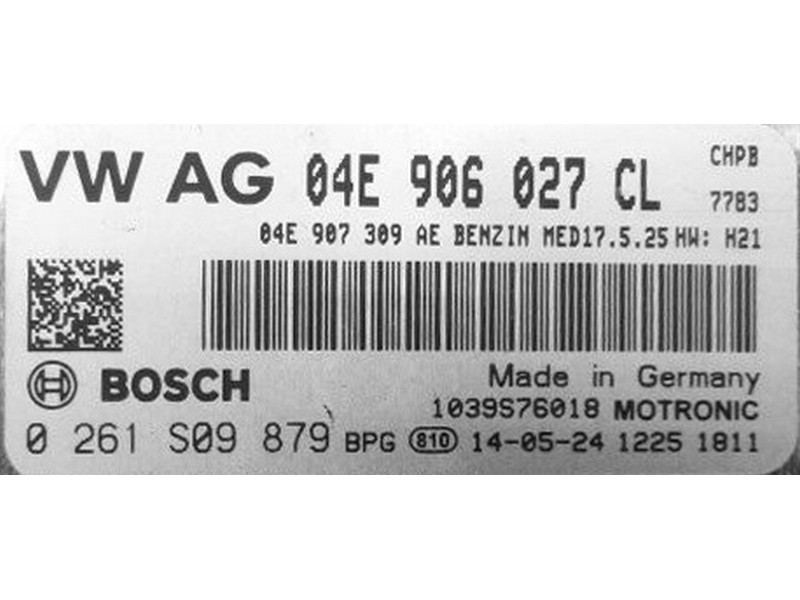 VW AG 04E 906 027 CL CHPB
7783
04E 907 309 AE BENZIN MED17.5.25 HW: H21
BOSCH
Made in Germany
1039S76018 MOTRONIC
0 261 S09 879 BPG 810 14-05-24 1225 1811